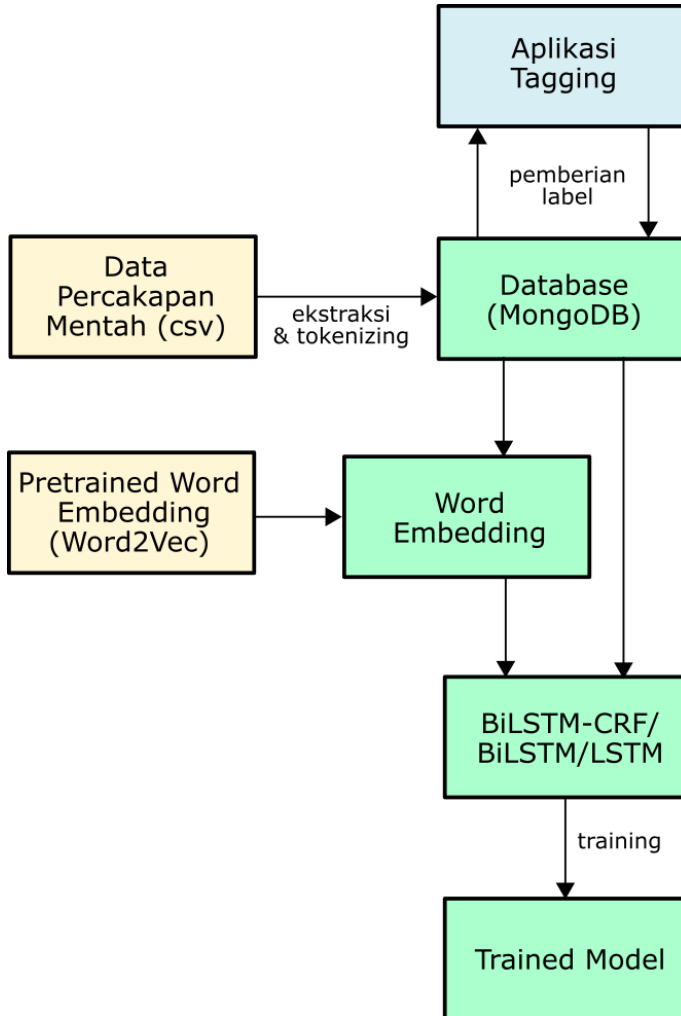 Aplikasi
Tagging
pemberian
label
Data
Percakapan
Mentah (csv)
ekstraksi
& tokenizing
Database
(MongoDB)
Pretrained Word
Embedding
(Word2Vec)
Word
Embedding
BiLSTM-CRF/
BiLSTM/LSTM
training
Trained Model